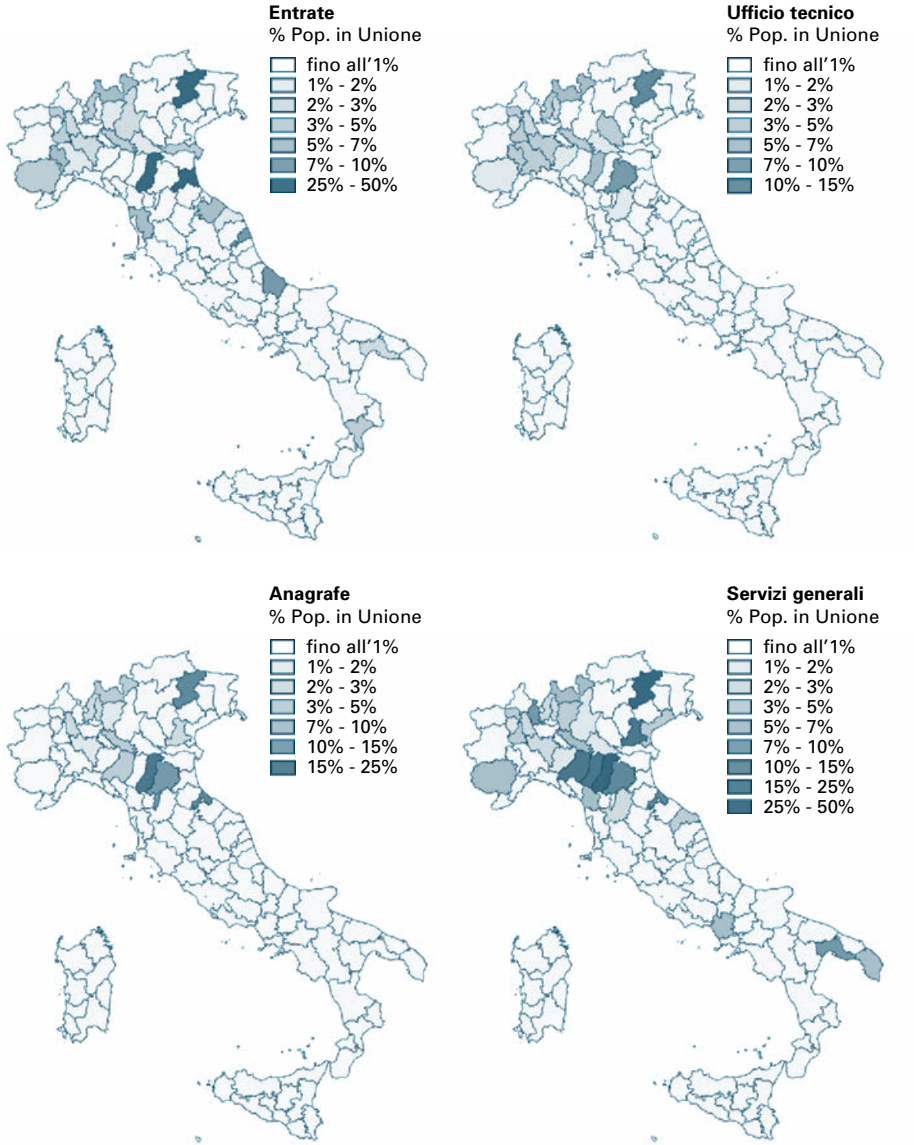 Entrate
% Pop. in Unione
fino all'1%
1% - 2%
2% - 3%
3% - 5%
5% - 7%
7% - 10%
25% - 50%
Ufficio tecnico
% Pop. in Unione
fino all'1%
1% - 2%
2% - 3%
3% - 5%
5% - 7%
7% - 10%
10% - 15%
Anagrafe
% Pop. in Unione
fino all'1%
1% - 2%
2% - 3%
3% - 5%
7% - 10%
10% - 15%
15% - 25%
Servizi generali
% Pop. in Unione
fino all'1%
1% - 2%
2% - 3%
3% - 5%
5% - 7%
7% - 10%
10% - 15%
15% - 25%
25% - 50%